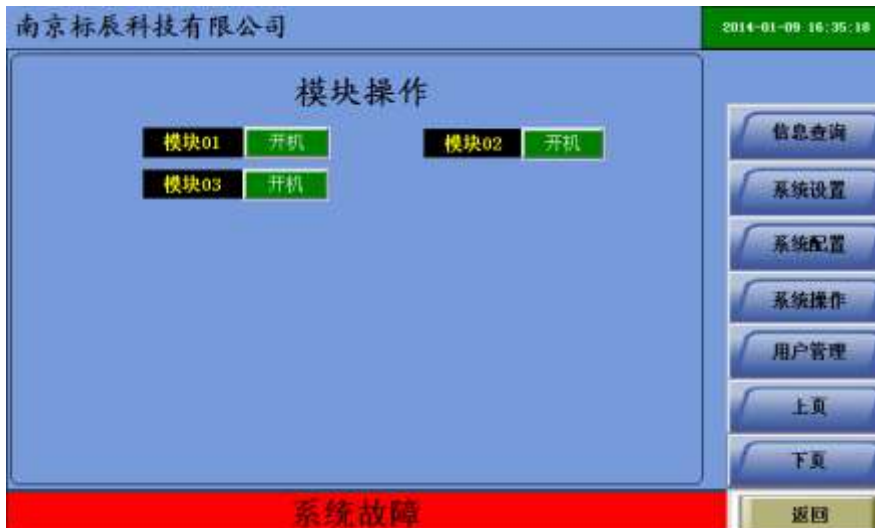 南京标辰科技有限公司
2014-01-09 16:35:18
模块操作
模块01 开机 模块02 开机
模块03 开机
信息查询
系统设置
系统配置
系统操作
用户管理
上页
下页
系统故障
返回